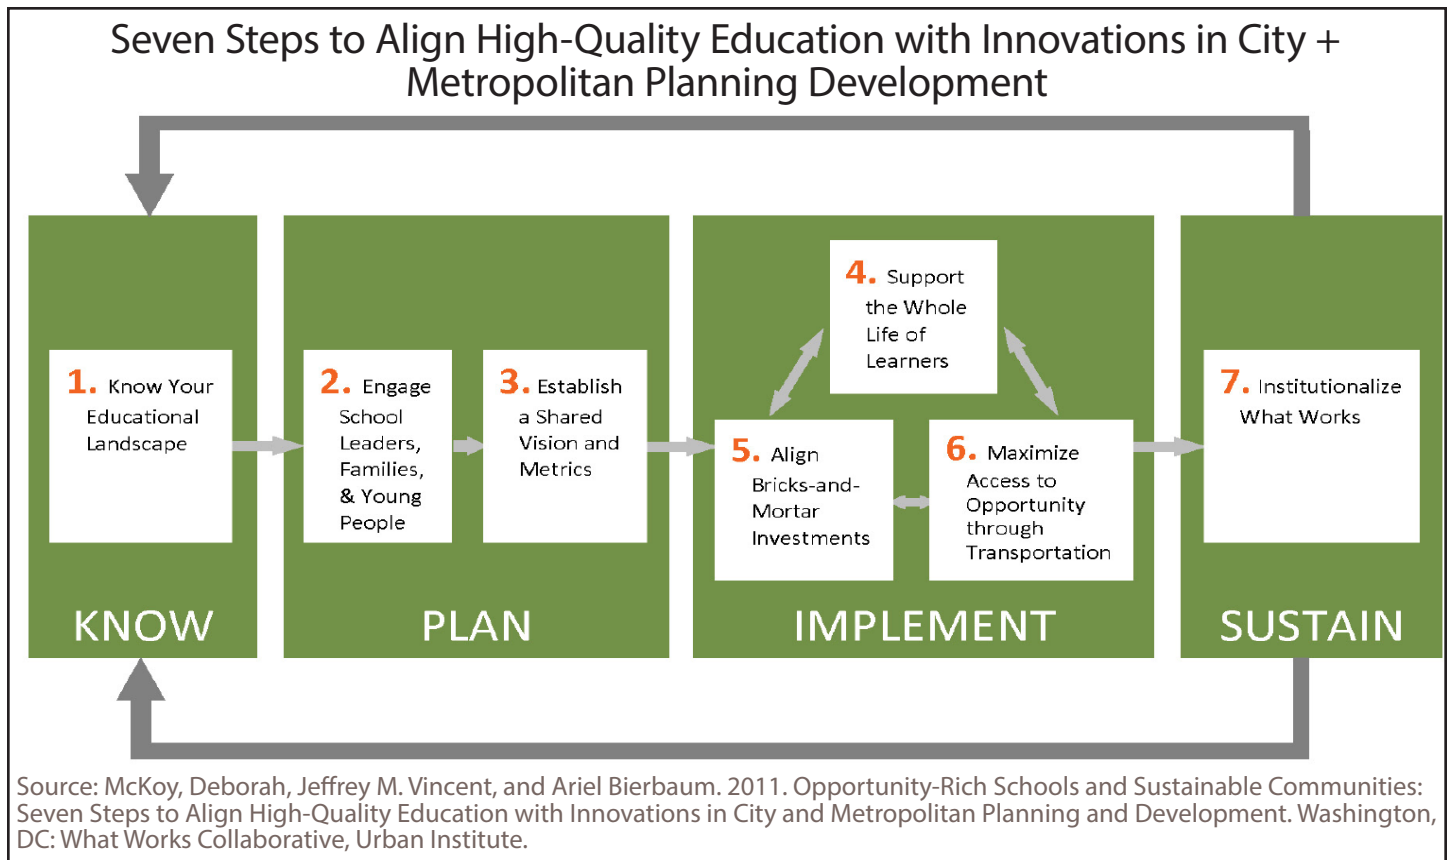 Seven Steps to Align High-Quality Education with Innovations in City +
Metropolitan Planning Development
1. Know Your
Educational
Landscape
KNOW
2. Engage
School
Leaders,
Families,
& Young
People
3. Establish
a Shared
Vision and
Metrics
PLAN
4. Support
the Whole
Life of
Learners
5. Align
Bricks-and-
Mortar
Investments
6. Maximize
Access to
Opportunity
through
Transportation
IMPLEMENT
7. Institutionalize
What Works
SUSTAIN
Source: McKoy, Deborah, Jeffrey M. Vincent, and Ariel Bierbaum. 2011. Opportunity-Rich Schools and Sustainable Communities:
Seven Steps to Align High-Quality Education with Innovations in City and Metropolitan Planning and Development. Washington,
DC: What Works Collaborative, Urban Institute.